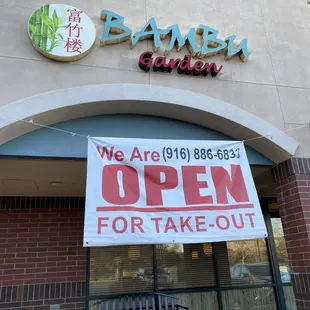 富竹楼
BAMBU
Garden
We Are (916) 886-6833
OPEN
FOR TAKE-OUT